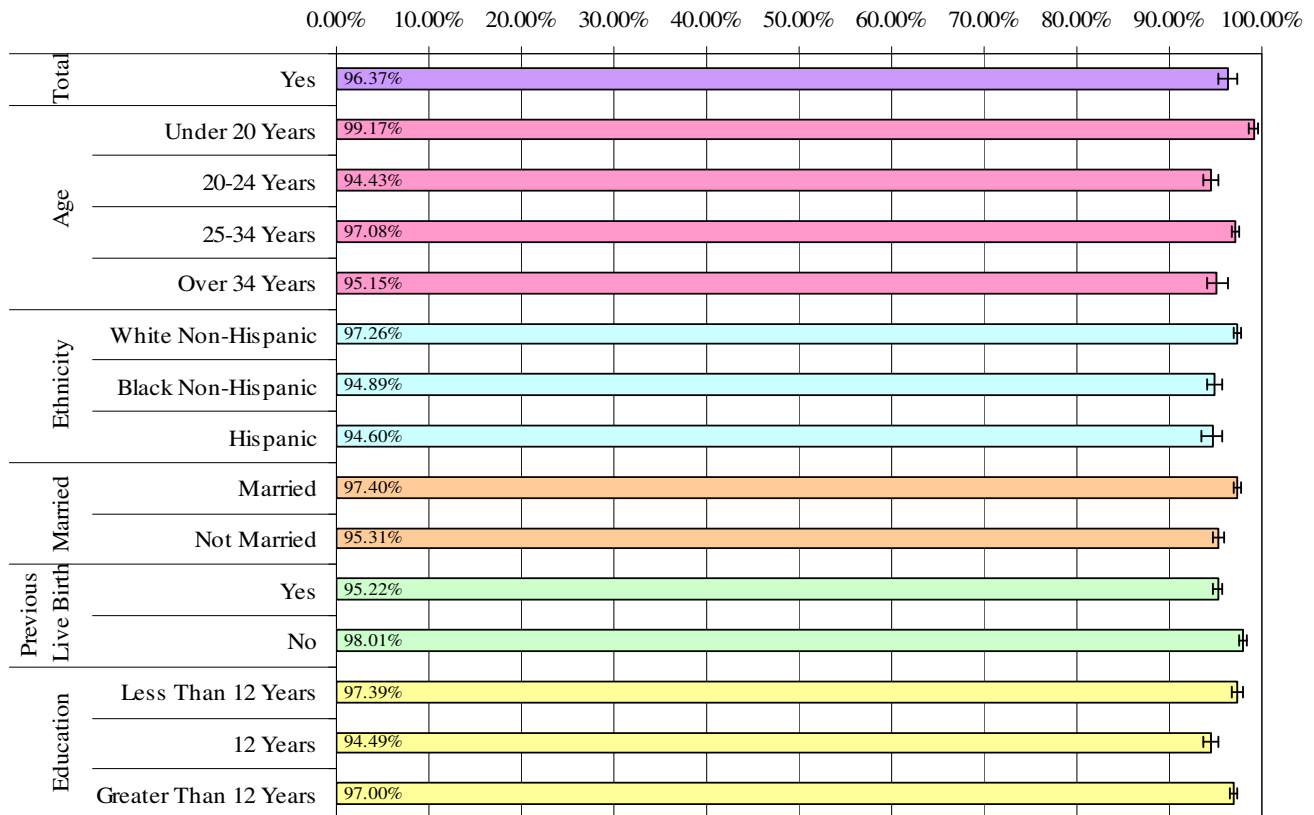 0.00% 10.00% 20.00% 30.00% 40.00% 50.00% 60.00% 70.00% 80.00% 90.00% 100.00%
Total
Yes 96.37%
Age
Under 20 Years 99.17%
20-24 Years 94.43%
25-34 Years 97.08%
Over 34 Years 95.15%
Ethnicity
White Non-Hispanic 97.26%
Black Non-Hispanic 94.89%
Hispanic 94.60%
Married
Married 97.40%
Not Married 95.31%
Previous
Live Birth
Yes 95.22%
No 98.01%
Education
Less Than 12 Years 97.39%
12 Years 94.49%
Greater Than 12 Years 97.00%